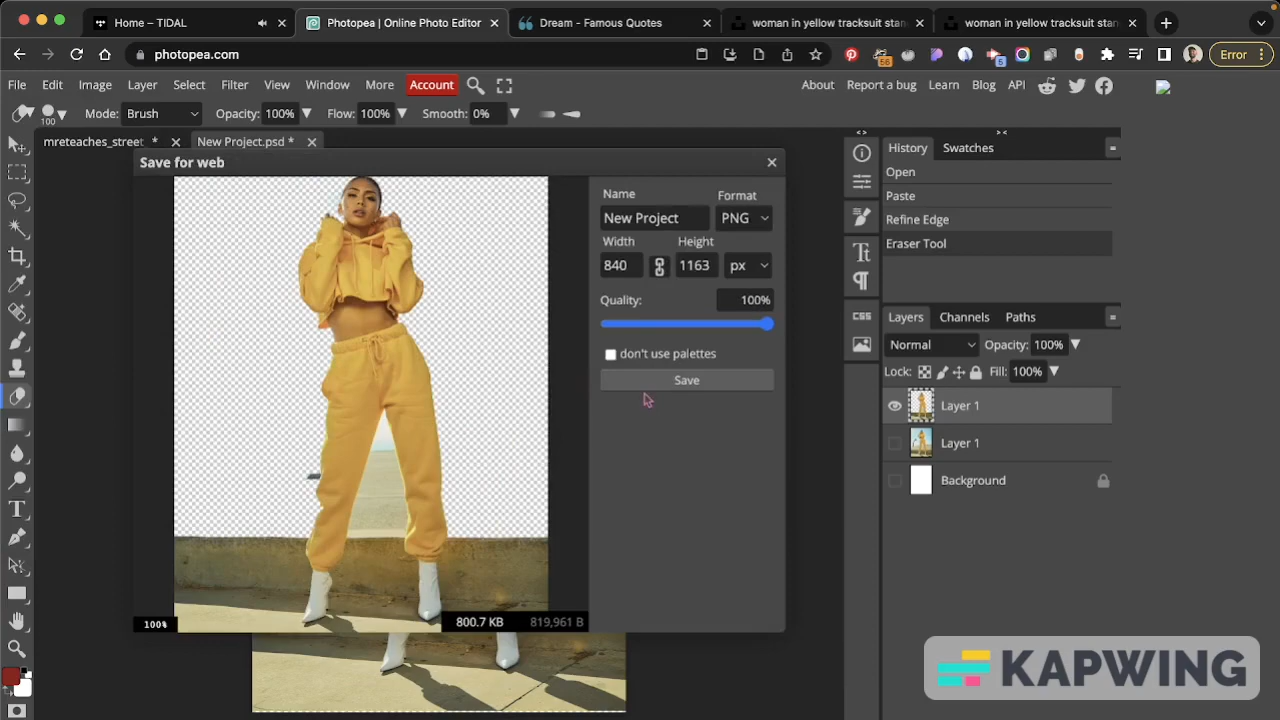 Home – TIDAL
Photopea | Online Photo Editor
Dream - Famous Quotes
woman in yellow tracksuit stan
woman in yellow tracksuit stan
photopea.com
56
5
Error
File Edit Image Layer Select Filter View Window More Account
About Report a bug Learn Blog API
100
Mode: Brush Opacity: 100% Flow: 100% Smooth: 0%
mreteaches_street *
New Project.psd *
Save for web
Name Format
New Project PNG
Width Height
840 1163 px
Quality: 100%
don't use palettes
Save
100% 800.7 KB 819,961 B
History Swatches
Open
Paste
Refine Edge
Eraser Tool
CSS
Layers Channels Paths
Normal Opacity: 100%
Lock: Fill: 100%
Layer 1
Layer 1
Background
KAPWING